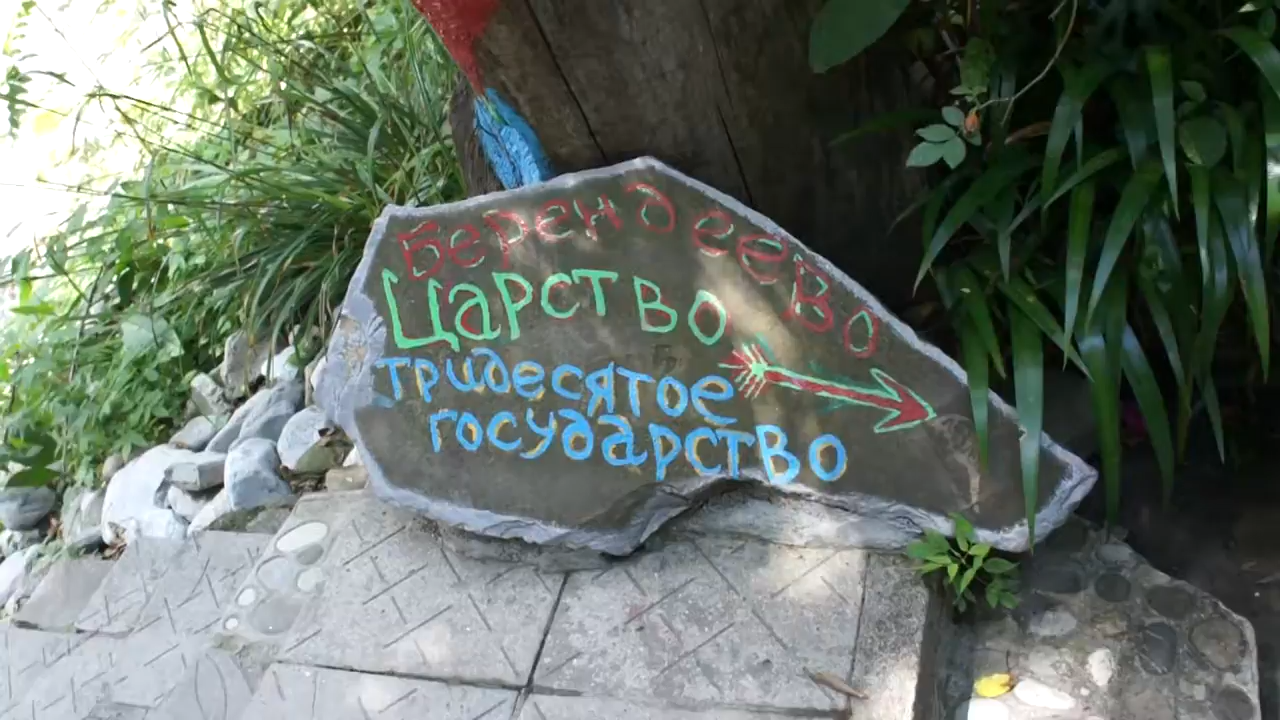 Берендеево
Царство
тридесятое
государство